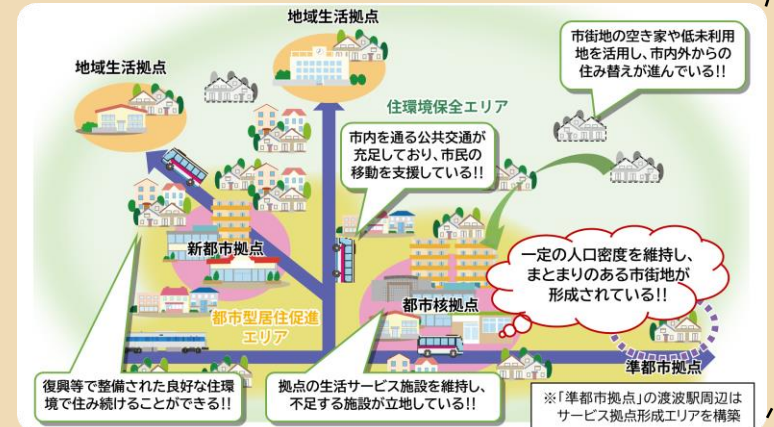 地域生活拠点
地域生活拠点
市街地の空き家や低未利用
地を活用し、市内外からの
住み替えが進んでいる!!
住環境保全エリア
市内を通る公共交通が
充足しており、市民の
移動を支援している!!
新都市拠点
一定の人口密度を維持し、
まとまりのある市街地が
形成されている!!
都市核拠点
都市型居住促進
エリア
準都市拠点
復興等で整備された良好な住環
境で住み続けることができる!!
拠点の生活サービス施設を維持し、
不足する施設が立地している!!
※「準都市拠点」の渡波駅周辺は
サービス拠点形成エリアを構築